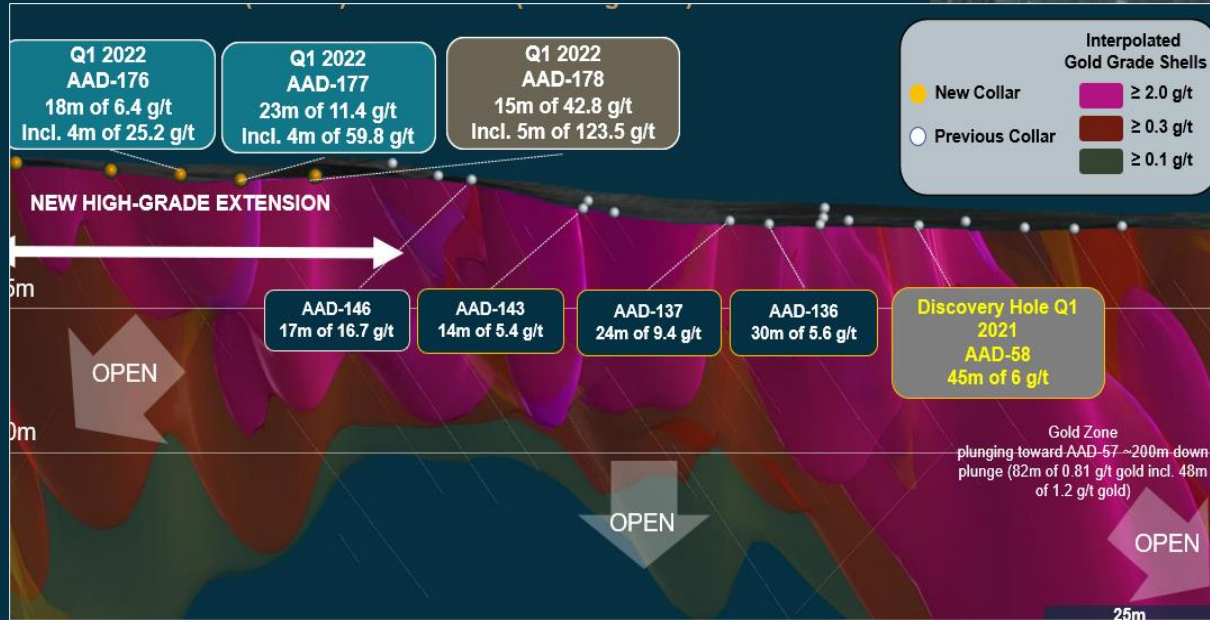 Q1 2022
AAD-176
18m of 6.4 g/t
Incl. 4m of 25.2 g/t
Q1 2022
AAD-177
23m of 11.4 g/t
Incl. 4m of 59.8 g/t
Q1 2022
AAD-178
15m of 42.8 g/t
Incl. 5m of 123.5 g/t
Interpolated
Gold Grade Shells
New Collar
Previous Collar
≥ 2.0 g/t
≥ 0.3 g/t
≥ 0.1 g/t
NEW HIGH-GRADE EXTENSION
5m
AAD-146
17m of 16.7 g/t
AAD-143
14m of 5.4 g/t
AAD-137
24m of 9.4 g/t
AAD-136
30m of 5.6 g/t
Discovery Hole Q1
2021
AAD-58
45m of 6 g/t
OPEN
0m
Gold Zone
plunging toward AAD-57 ~200m down
plunge (82m of 0.81 g/t gold incl. 48m
of 1.2 g/t gold)
OPEN
OPEN
25m